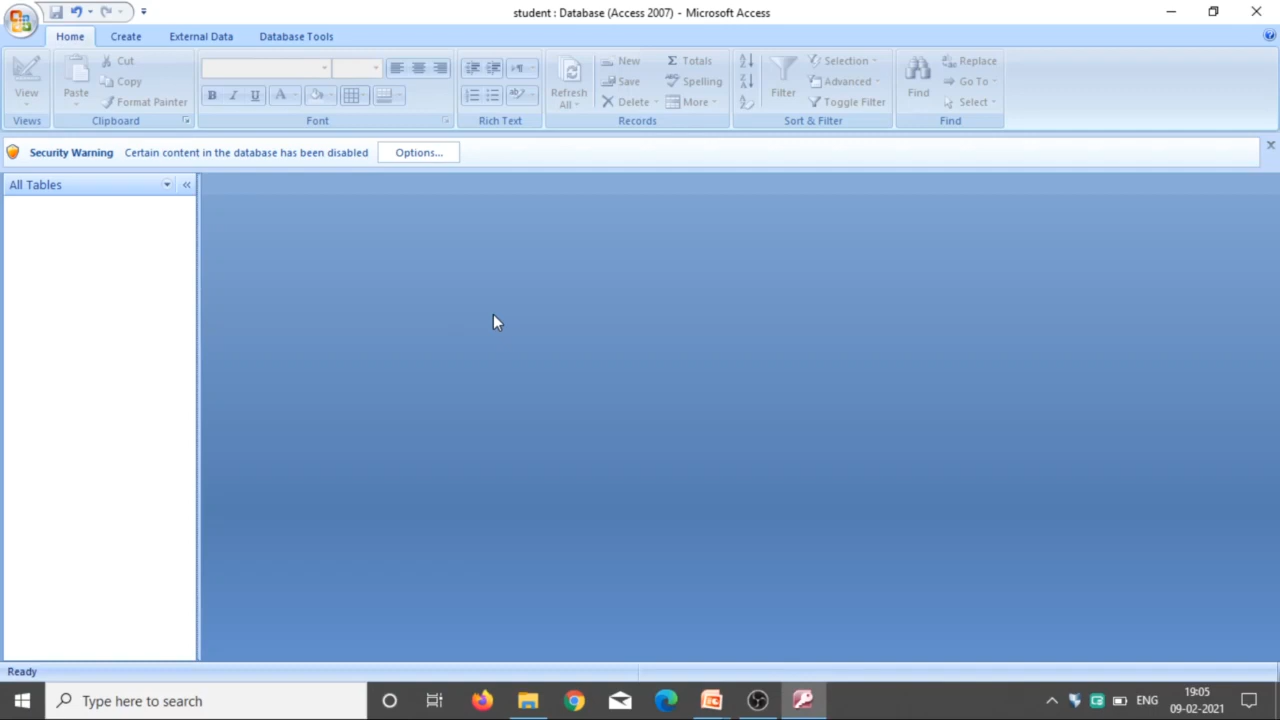 student : Database (Access 2007) - Microsoft Access
Home Create External Data Database Tools
View
Views
Paste
Cut
Copy
Format Painter
Clipboard
B I U A
Font
Rich Text
Refresh All
New
Save
Delete
Totals
Spelling
More
Records
Filter
Selection
Advanced
Toggle Filter
Sort & Filter
Find
Replace
Go To
Select
Find
Security Warning Certain content in the database has been disabled Options...
All Tables
Ready
Type here to search
ENG
19:05
09-02-2021